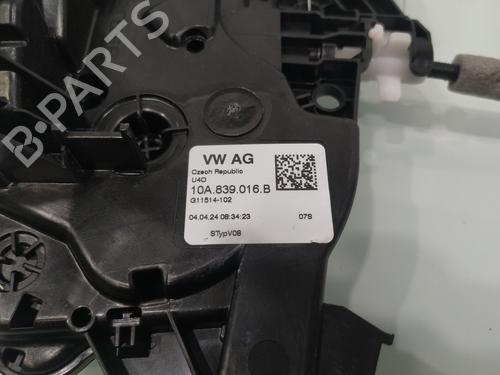 B-PARTS
VW AG
Czech Republic
U4O
10A.839.016.B
G11514-102
04.04.24 08:34:23 07S
STypV08